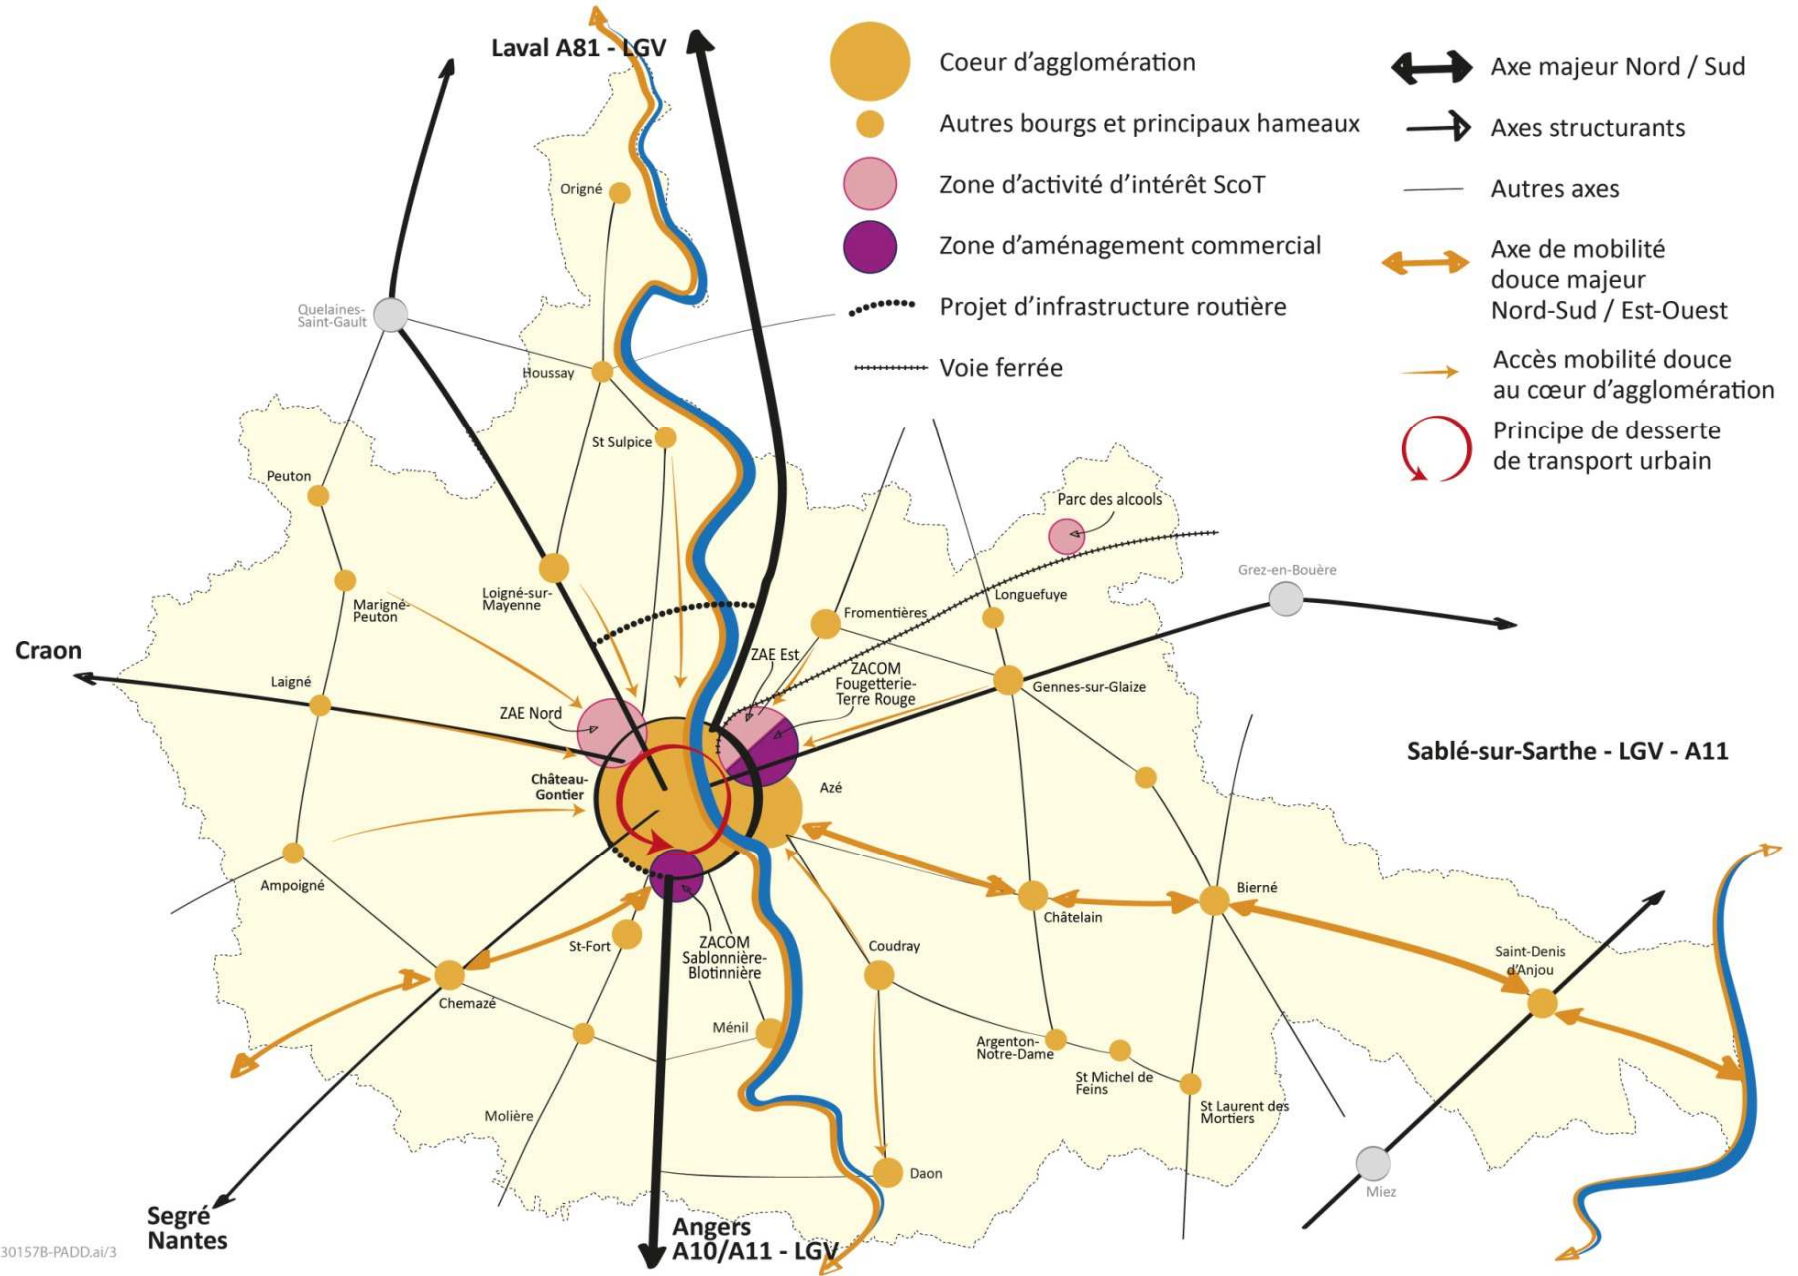 Laval A81 - LGV
Coeur d'agglomération
Autres bourgs et principaux hameaux
Zone d'activité d'intérêt ScoT
Zone d'aménagement commercial
Projet d'infrastructure routière
Voie ferrée
Axe majeur Nord / Sud
Axes structurants
Autres axes
Axe de mobilité
douce majeur
Nord-Sud / Est-Ouest
Accès mobilité douce
au cœur d'agglomération
Principe de desserte
de transport urbain
Origné
Quelaines-
Saint-Gault
Houssay
St Sulpice
Peuton
Parc des alcools
Grez-en-Bouère
Loigné-sur-
Mayenne
Marigné-
Peuton
Longuefuye
Fromentières
Craon
ZAE Est
ZACOM
Fougetterie-
Terre Rouge
Laigné
Gennes-sur-Glaize
ZAE Nord
Sablé-sur-Sarthe - LGV - A11
Château-
Gontier
Azé
Ampoigné
Bierné
Châtelain
St-Fort
ZACOM
Sablonnière-
Blotinnière
Coudray
Saint-Denis
d'Anjou
Chemazé
Ménil
Argenton-
Notre-Dame
St Michel de
Feins
St Laurent des
Mortiers
Molière
Daon
Miez
Segré
Nantes
Angers
A10/A11 - LGV
30157B-PADD.ai/3